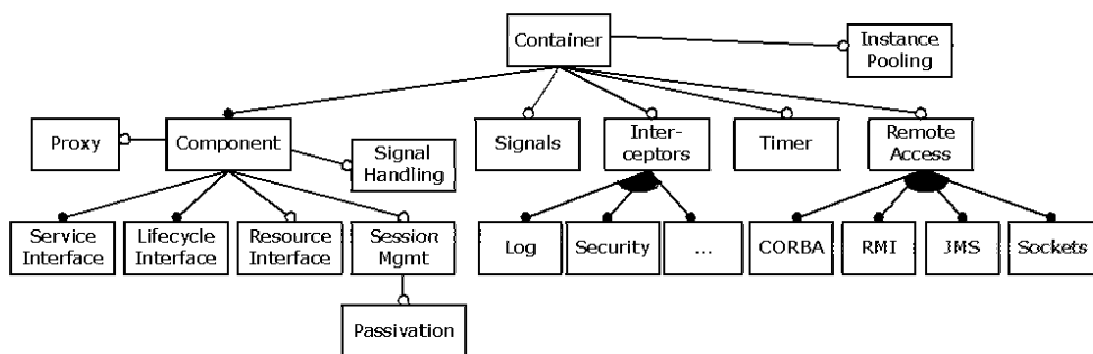 Container
Instance
Pooling
Proxy
Component
Signal
Handling
Signals
Inter-
ceptors
Timer
Remote
Access
Service
Interface
Lifecycle
Interface
Resource
Interface
Session
Mgmt
Log
Security
...
CORBA
RMI
JMS
Sockets
Passivation